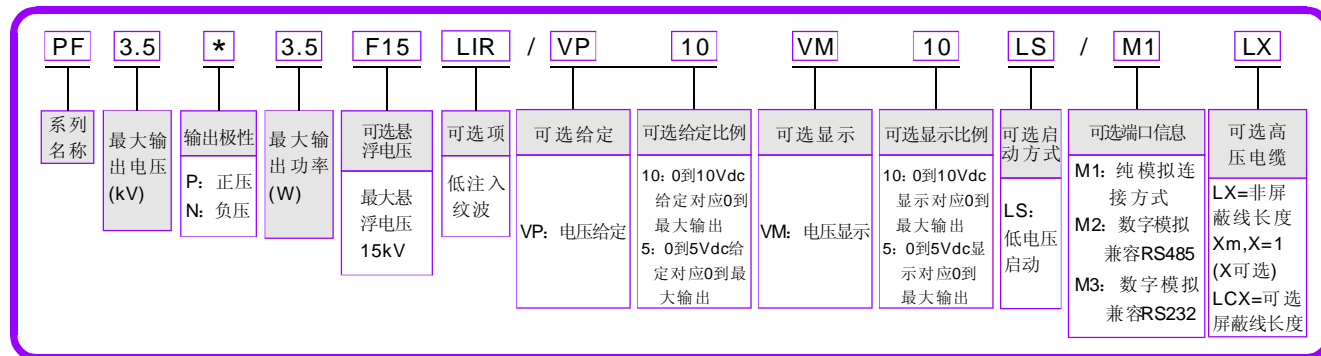 PF 3.5 * 3.5 F15 LIR / VP 10 VM 10 LS / M1 LX
系列
名称
最大输
出电压
(kV)
输出极性
P: 正压
N: 负压
最大输
出功率
(W)
可选悬
浮电压
最大悬
浮电压
15kV
可选项
低注入
纹波
可选给定
VP: 电压给定
可选给定比例
10: 0到10Vdc
给定对应0到
最大输出
5: 0到5Vdc给
定对应0到最
大输出
可选显示
VM: 电压显示
可选显示比例
10: 0到10Vdc
显示对应0到
最大输出
5: 0到5Vdc显
示对应0到
最大输出
可选启
动方式
LS:
低电压
启动
可选端口信息
M1: 纯模拟连
接方式
M2: 数字模拟
兼容RS485
M3: 数字模拟
兼容RS232
可选高
压电缆
LX=非屏
蔽线长度
Xm,X=1
(X可选)
LCX=可选
屏蔽线长度